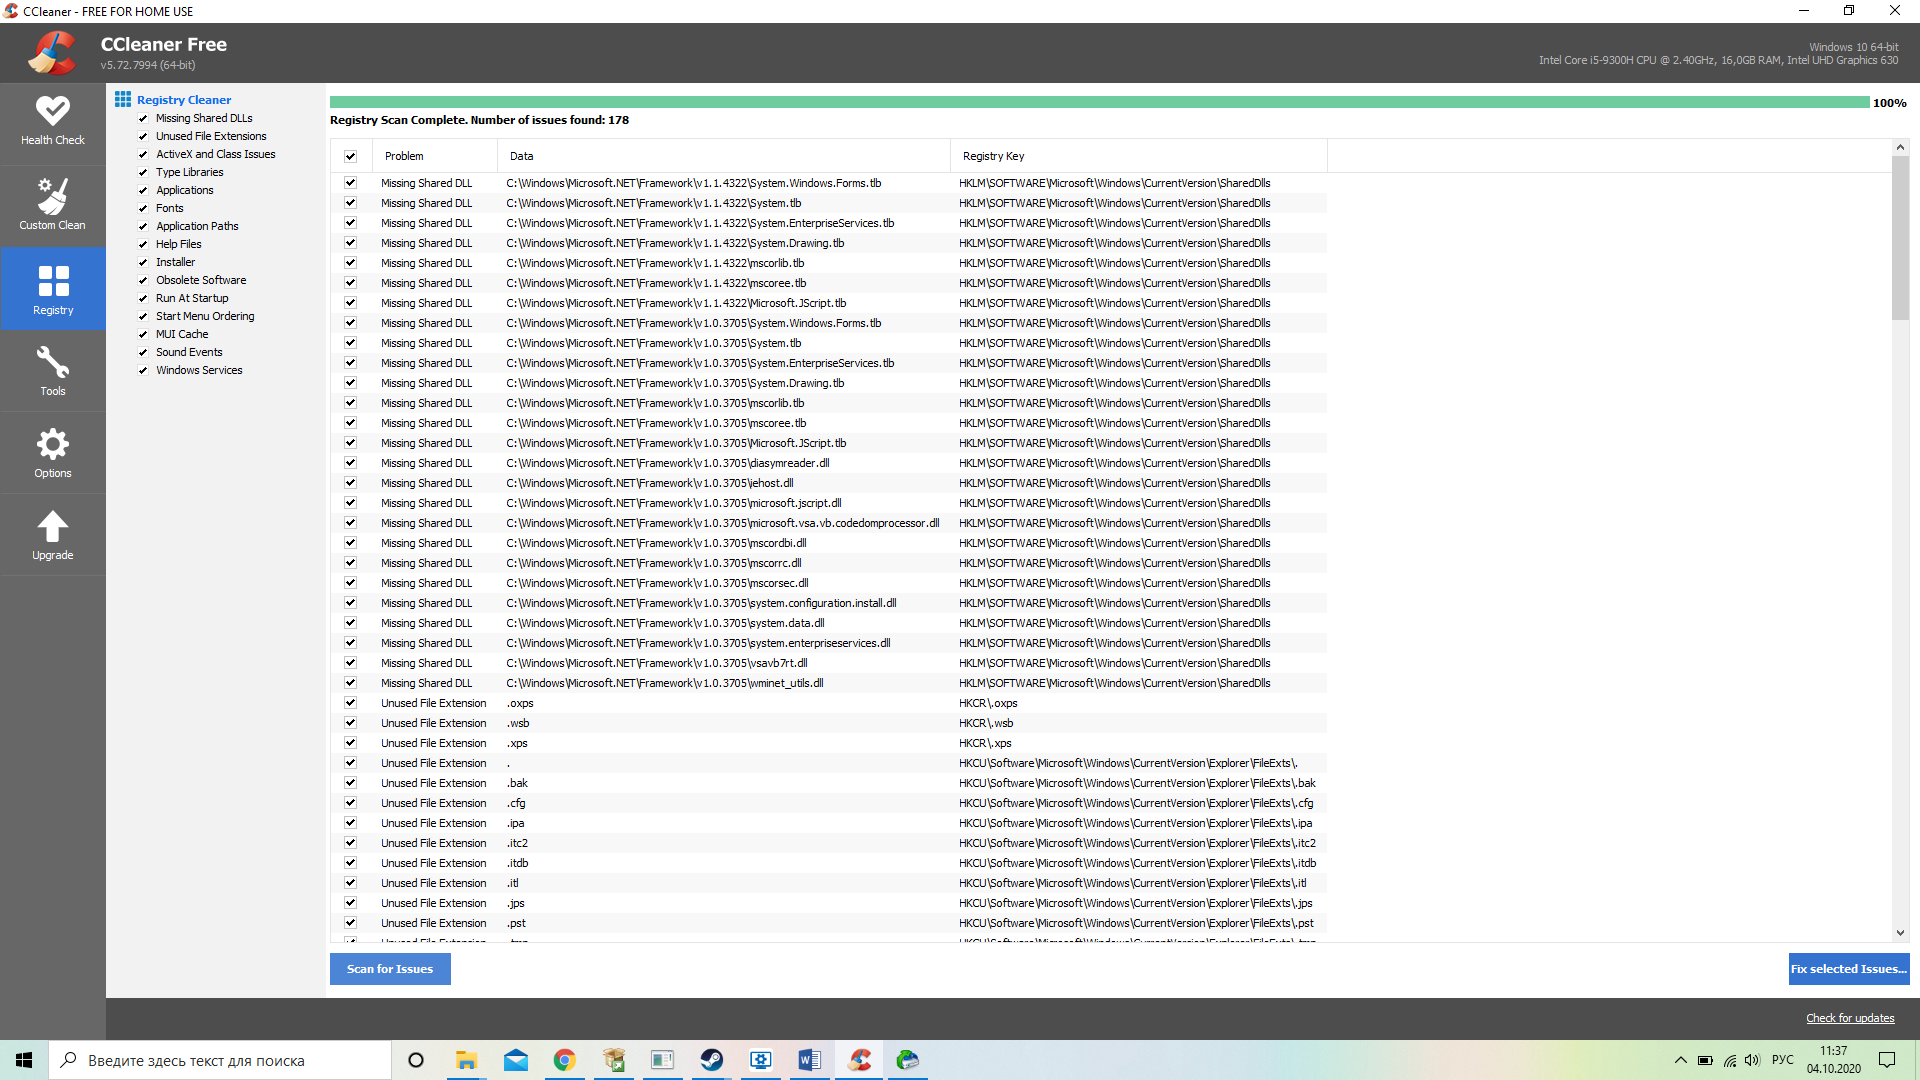 CCleaner - FREE FOR HOME USE
CCleaner Free
v5.72.7994 (64-bit)
Windows 10 64-bit
Intel Core i5-9300H CPU @ 2.40GHz, 16,0GB RAM, Intel UHD Graphics 630
Health Check
Custom Clean
Registry
Tools
Options
Upgrade
Registry Cleaner
Missing Shared DLLs
Unused File Extensions
ActiveX and Class Issues
Type Libraries
Applications
Fonts
Application Paths
Help Files
Installer
Obsolete Software
Run At Startup
Start Menu Ordering
MUI Cache
Sound Events
Windows Services
100%
Registry Scan Complete. Number of issues found: 178
Problem Data Registry Key
Missing Shared DLL C:\Windows\Microsoft.NET\Framework\v1.1.4322\System.Windows.Forms.tlb HKLM\SOFTWARE\Microsoft\Windows\CurrentVersion\SharedDlls
Missing Shared DLL C:\Windows\Microsoft.NET\Framework\v1.1.4322\System.tlb HKLM\SOFTWARE\Microsoft\Windows\CurrentVersion\SharedDlls
Missing Shared DLL C:\Windows\Microsoft.NET\Framework\v1.1.4322\System.EnterpriseServices.tlb HKLM\SOFTWARE\Microsoft\Windows\CurrentVersion\SharedDlls
Missing Shared DLL C:\Windows\Microsoft.NET\Framework\v1.1.4322\System.Drawing.tlb HKLM\SOFTWARE\Microsoft\Windows\CurrentVersion\SharedDlls
Missing Shared DLL C:\Windows\Microsoft.NET\Framework\v1.1.4322\mscorlib.tlb HKLM\SOFTWARE\Microsoft\Windows\CurrentVersion\SharedDlls
Missing Shared DLL C:\Windows\Microsoft.NET\Framework\v1.1.4322\mscoree.tlb HKLM\SOFTWARE\Microsoft\Windows\CurrentVersion\SharedDlls
Missing Shared DLL C:\Windows\Microsoft.NET\Framework\v1.1.4322\Microsoft.JScript.tlb HKLM\SOFTWARE\Microsoft\Windows\CurrentVersion\SharedDlls
Missing Shared DLL C:\Windows\Microsoft.NET\Framework\v1.0.3705\System.Windows.Forms.tlb HKLM\SOFTWARE\Microsoft\Windows\CurrentVersion\SharedDlls
Missing Shared DLL C:\Windows\Microsoft.NET\Framework\v1.0.3705\System.tlb HKLM\SOFTWARE\Microsoft\Windows\CurrentVersion\SharedDlls
Missing Shared DLL C:\Windows\Microsoft.NET\Framework\v1.0.3705\System.EnterpriseServices.tlb HKLM\SOFTWARE\Microsoft\Windows\CurrentVersion\SharedDlls
Missing Shared DLL C:\Windows\Microsoft.NET\Framework\v1.0.3705\System.Drawing.tlb HKLM\SOFTWARE\Microsoft\Windows\CurrentVersion\SharedDlls
Missing Shared DLL C:\Windows\Microsoft.NET\Framework\v1.0.3705\mscorlib.tlb HKLM\SOFTWARE\Microsoft\Windows\CurrentVersion\SharedDlls
Missing Shared DLL C:\Windows\Microsoft.NET\Framework\v1.0.3705\mscoree.tlb HKLM\SOFTWARE\Microsoft\Windows\CurrentVersion\SharedDlls
Missing Shared DLL C:\Windows\Microsoft.NET\Framework\v1.0.3705\Microsoft.JScript.tlb HKLM\SOFTWARE\Microsoft\Windows\CurrentVersion\SharedDlls
Missing Shared DLL C:\Windows\Microsoft.NET\Framework\v1.0.3705\diasymreader.dll HKLM\SOFTWARE\Microsoft\Windows\CurrentVersion\SharedDlls
Missing Shared DLL C:\Windows\Microsoft.NET\Framework\v1.0.3705\iehost.dll HKLM\SOFTWARE\Microsoft\Windows\CurrentVersion\SharedDlls
Missing Shared DLL C:\Windows\Microsoft.NET\Framework\v1.0.3705\microsoft.jscript.dll HKLM\SOFTWARE\Microsoft\Windows\CurrentVersion\SharedDlls
Missing Shared DLL C:\Windows\Microsoft.NET\Framework\v1.0.3705\microsoft.vsa.vb.codedomprocessor.dll HKLM\SOFTWARE\Microsoft\Windows\CurrentVersion\SharedDlls
Missing Shared DLL C:\Windows\Microsoft.NET\Framework\v1.0.3705\mscordbi.dll HKLM\SOFTWARE\Microsoft\Windows\CurrentVersion\SharedDlls
Missing Shared DLL C:\Windows\Microsoft.NET\Framework\v1.0.3705\mscorrc.dll HKLM\SOFTWARE\Microsoft\Windows\CurrentVersion\SharedDlls
Missing Shared DLL C:\Windows\Microsoft.NET\Framework\v1.0.3705\mscorsec.dll HKLM\SOFTWARE\Microsoft\Windows\CurrentVersion\SharedDlls
Missing Shared DLL C:\Windows\Microsoft.NET\Framework\v1.0.3705\system.configuration.install.dll HKLM\SOFTWARE\Microsoft\Windows\CurrentVersion\SharedDlls
Missing Shared DLL C:\Windows\Microsoft.NET\Framework\v1.0.3705\system.data.dll HKLM\SOFTWARE\Microsoft\Windows\CurrentVersion\SharedDlls
Missing Shared DLL C:\Windows\Microsoft.NET\Framework\v1.0.3705\system.enterpriseservices.dll HKLM\SOFTWARE\Microsoft\Windows\CurrentVersion\SharedDlls
Missing Shared DLL C:\Windows\Microsoft.NET\Framework\v1.0.3705\vsavb7rt.dll HKLM\SOFTWARE\Microsoft\Windows\CurrentVersion\SharedDlls
Missing Shared DLL C:\Windows\Microsoft.NET\Framework\v1.0.3705\wminet_utils.dll HKLM\SOFTWARE\Microsoft\Windows\CurrentVersion\SharedDlls
Unused File Extension .oxps HKCR\.oxps
Unused File Extension .wsb HKCR\.wsb
Unused File Extension .xps HKCR\.xps
Unused File Extension . HKCU\Software\Microsoft\Windows\CurrentVersion\Explorer\FileExts\.
Unused File Extension .bak HKCU\Software\Microsoft\Windows\CurrentVersion\Explorer\FileExts\.bak
Unused File Extension .cfg HKCU\Software\Microsoft\Windows\CurrentVersion\Explorer\FileExts\.cfg
Unused File Extension .ipa HKCU\Software\Microsoft\Windows\CurrentVersion\Explorer\FileExts\.ipa
Unused File Extension .itc2 HKCU\Software\Microsoft\Windows\CurrentVersion\Explorer\FileExts\.itc2
Unused File Extension .itdb HKCU\Software\Microsoft\Windows\CurrentVersion\Explorer\FileExts\.itdb
Unused File Extension .itl HKCU\Software\Microsoft\Windows\CurrentVersion\Explorer\FileExts\.itl
Unused File Extension .jps HKCU\Software\Microsoft\Windows\CurrentVersion\Explorer\FileExts\.jps
Unused File Extension .pst HKCU\Software\Microsoft\Windows\CurrentVersion\Explorer\FileExts\.pst
Scan for Issues
Fix selected Issues...
Check for updates
Введите здесь текст для поиска
РУС
11:37
04.10.2020